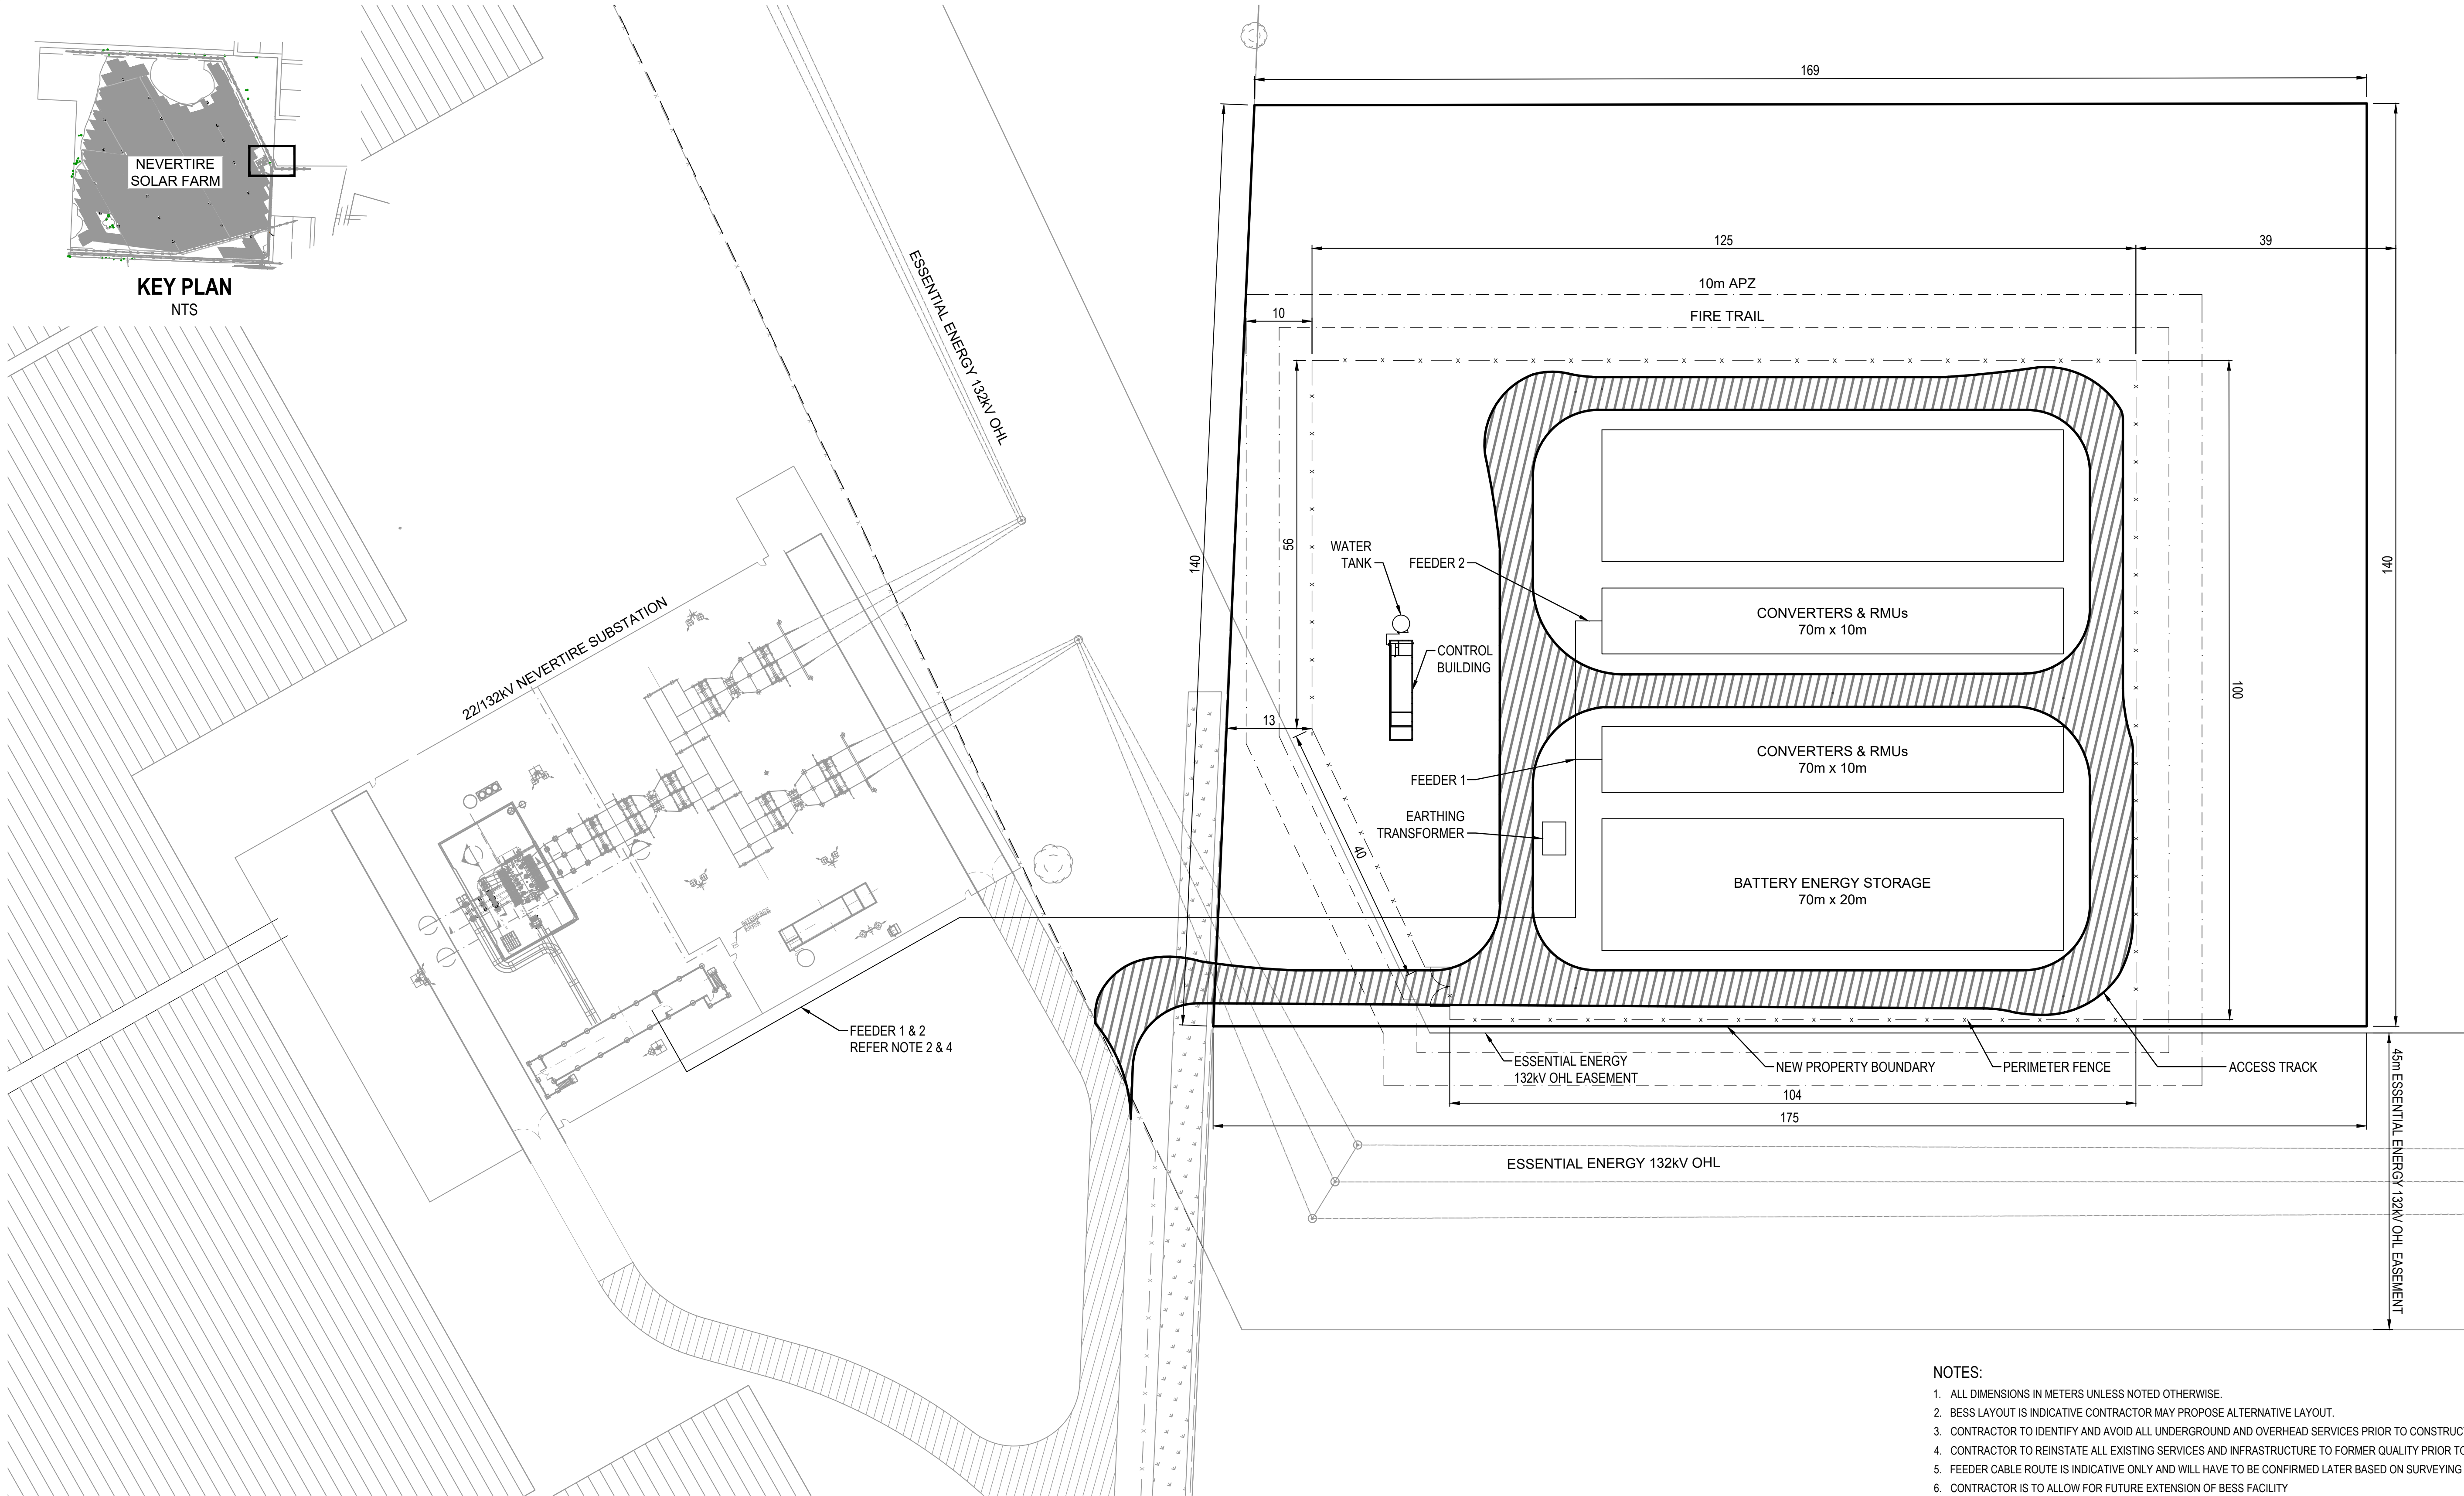 NEVERTIRE
SOLAR FARM
KEY PLAN
NTS
ESSENTIAL ENERGY 132kV OHL
22/132kV NEVERTIRE SUBSTATION
INTERFACE
FEEDER 1 & 2
REFER NOTE 2 & 4
169
125
39
10m APZ
10
FIRE TRAIL
56
140
WATER
TANK
FEEDER 2
CONVERTERS & RMUs
70m x 10m
CONTROL
BUILDING
13
100
140
CONVERTERS & RMUs
70m x 10m
FEEDER 1
EARTHING
TRANSFORMER
40
BATTERY ENERGY STORAGE
70m x 20m
ESSENTIAL ENERGY
132kV OHL EASEMENT
NEW PROPERTY BOUNDARY
PERIMETER FENCE
ACCESS TRACK
104
175
ESSENTIAL ENERGY 132kV OHL
45m ESSENTIAL ENERGY 132kV OHL EASEMENT
NOTES:
1. ALL DIMENSIONS IN METERS UNLESS NOTED OTHERWISE.
2. BESS LAYOUT IS INDICATIVE CONTRACTOR MAY PROPOSE ALTERNATIVE LAYOUT.
3. CONTRACTOR TO IDENTIFY AND AVOID ALL UNDERGROUND AND OVERHEAD SERVICES PRIOR TO CONSTRUC
4. CONTRACTOR TO REINSTATE ALL EXISTING SERVICES AND INFRASTRUCTURE TO FORMER QUALITY PRIOR TO
5. FEEDER CABLE ROUTE IS INDICATIVE ONLY AND WILL HAVE TO BE CONFIRMED LATER BASED ON SURVEYING
6. CONTRACTOR IS TO ALLOW FOR FUTURE EXTENSION OF BESS FACILITY